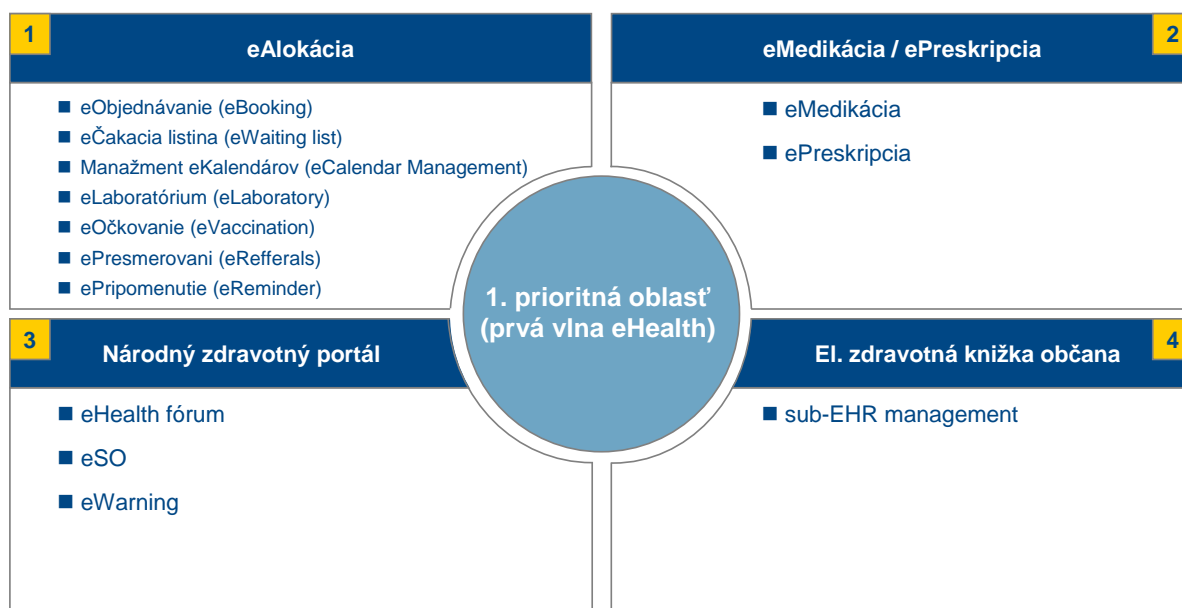 1
eAlokácia
eObjednávanie (eBooking)
eČakacia listina (eWaiting list)
Manažment eKalendárov (eCalendar Management)
eLaboratórium (eLaboratory)
eOčkovanie (eVaccination)
ePresmerovani (eRefferals)
ePripomenutie (eReminder)
2
eMedikácia / ePreskripcia
eMedikácia
ePreskripcia
1. prioritná oblasť
(prvá vlna eHealth)
3
Národný zdravotný portál
eHealth fórum
eSO
eWarning
4
El. zdravotná knižka občana
sub-EHR management